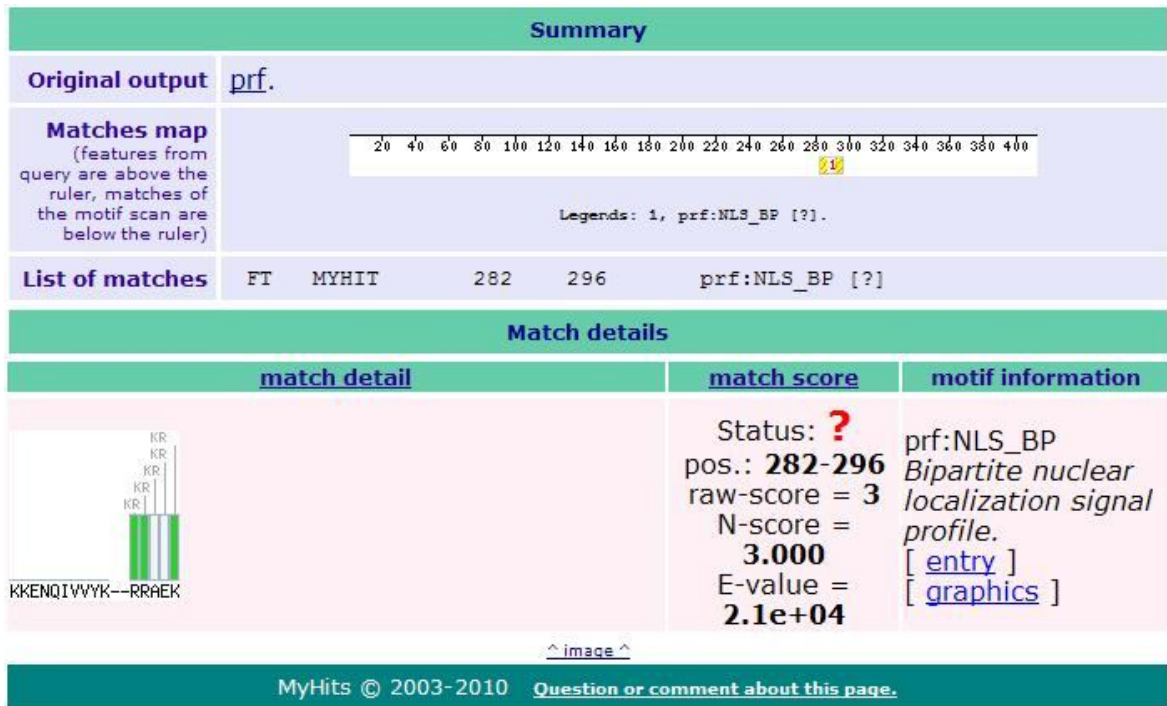 Summary
Original output prf.
Matches map
(features from
query are above the
ruler, matches of
the motif scan are
below the ruler)
20 40 60 80 100 120 140 160 180 200 220 240 260 280 300 320 340 360 380 400
1
Legends: 1, prf:NLS_BP [?].
List of matches FT MYHIT 282 296 prf:NLS_BP [?]
Match details
match detail match score motif information
KR
KR
KR
KR
KR
KKENQIVVYK--RRAEK
Status: ?
pos.: 282-296
raw-score = 3
N-score =
3.000
E-value =
2.1e+04
prf:NLS_BP
Bipartite nuclear
localization signal
profile.
[ entry ]
[ graphics ]
^ image ^
MyHits © 2003-2010 Question or comment about this page.